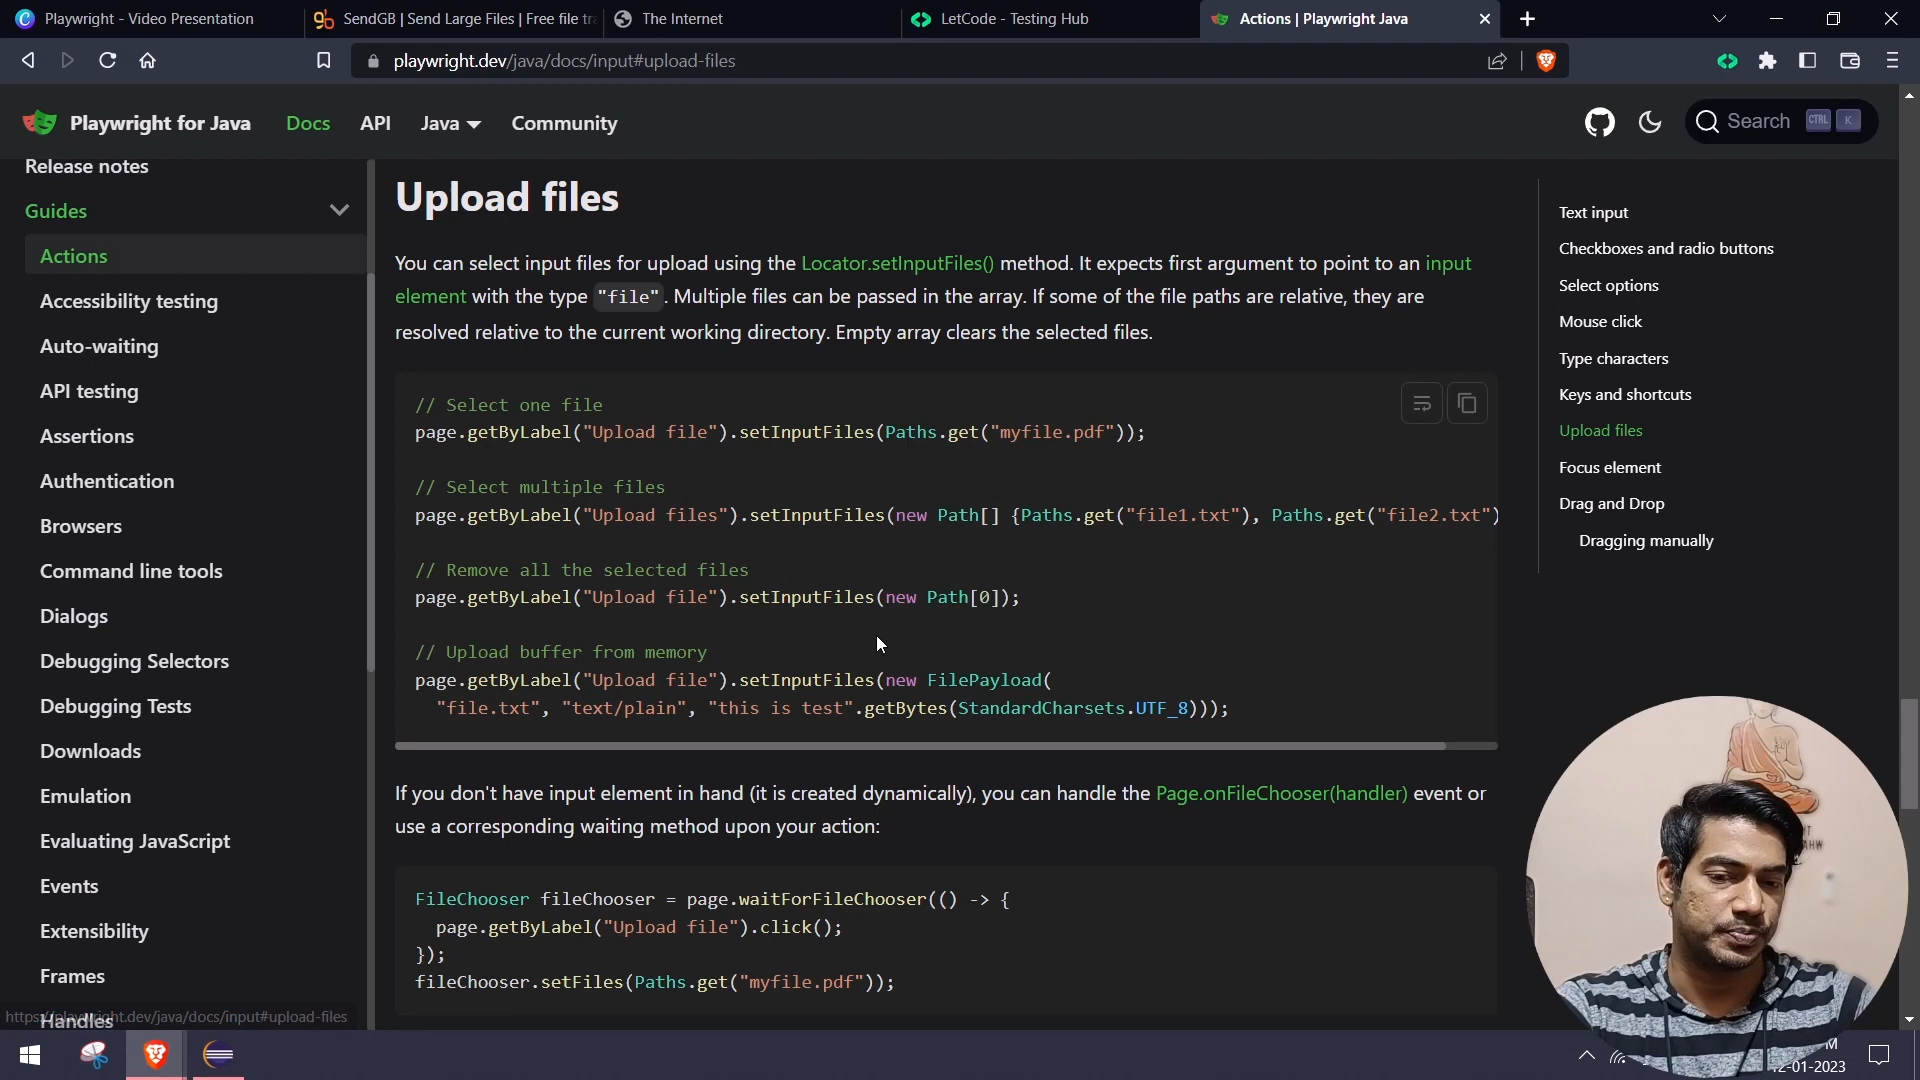 Playwright - Video Presentation
SendGB | Send Large Files | Free file tra
The Internet
LetCode - Testing Hub
Actions | Playwright Java
playwright.dev/java/docs/input#upload-files
Playwright for Java
Docs
API
Java
Community
Search
CTRL
K
Release notes
Guides
Actions
Accessibility testing
Auto-waiting
API testing
Assertions
Authentication
Browsers
Command line tools
Dialogs
Debugging Selectors
Debugging Tests
Downloads
Emulation
Evaluating JavaScript
Events
Extensibility
Frames
Handles
https://playwright.dev/java/docs/input#upload-files
Upload files
You can select input files for upload using the Locator.setInputFiles() method. It expects first argument to point to an input
element with the type "file". Multiple files can be passed in the array. If some of the file paths are relative, they are
resolved relative to the current working directory. Empty array clears the selected files.
// Select one file
page.getByLabel("Upload file").setInputFiles(Paths.get("myfile.pdf"));
// Select multiple files
page.getByLabel("Upload files").setInputFiles(new Path[] {Paths.get("file1.txt"), Paths.get("file2.txt")
// Remove all the selected files
page.getByLabel("Upload file").setInputFiles(new Path[0]);
// Upload buffer from memory
page.getByLabel("Upload file").setInputFiles(new FilePayload(
"file.txt", "text/plain", "this is test".getBytes(StandardCharsets.UTF_8)));
If you don't have input element in hand (it is created dynamically), you can handle the Page.onFileChooser(handler) event or
use a corresponding waiting method upon your action:
FileChooser fileChooser = page.waitForFileChooser(() -> {
page.getByLabel("Upload file").click();
});
fileChooser.setFiles(Paths.get("myfile.pdf"));
Text input
Checkboxes and radio buttons
Select options
Mouse click
Type characters
Keys and shortcuts
Upload files
Focus element
Drag and Drop
Dragging manually
M
2-01-2023